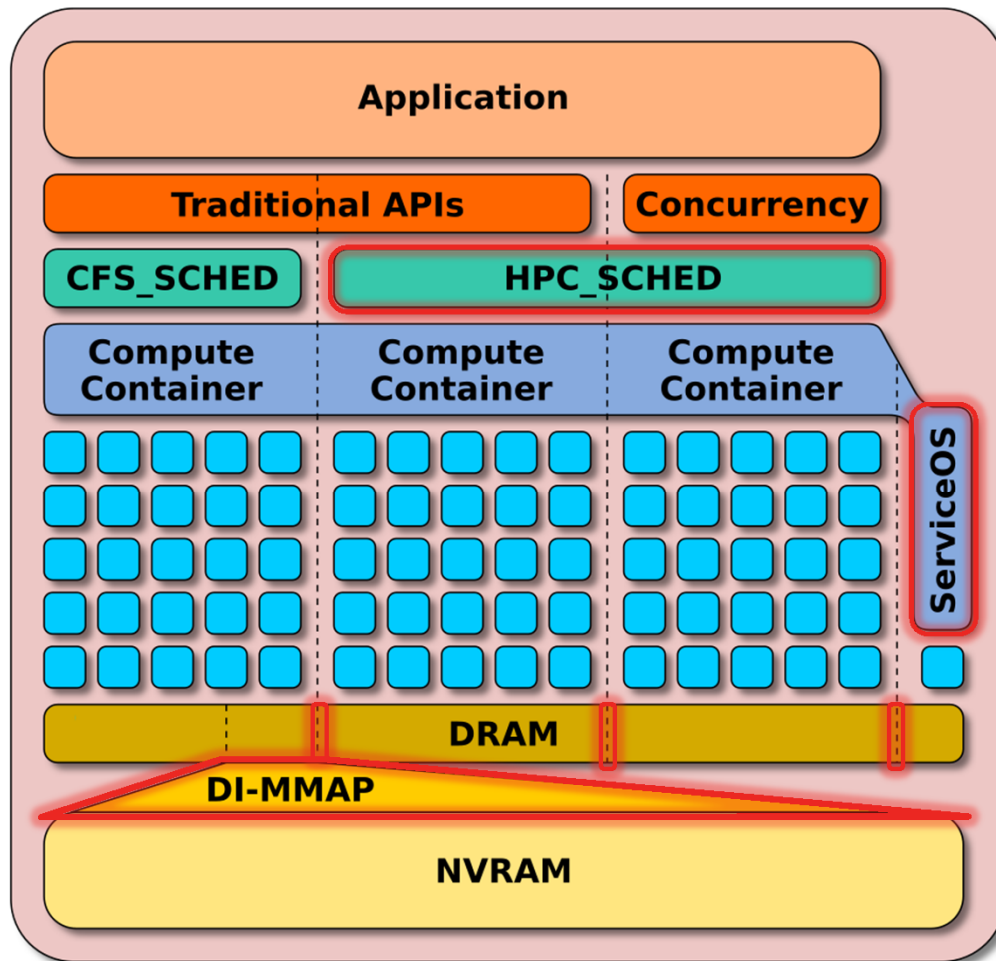 Application
Traditional APIs
Concurrency
CFS_SCHED
HPC_SCHED
Compute
Container
Compute
Container
Compute
Container
ServiceOS
DRAM
DI-MMAP
NVRAM